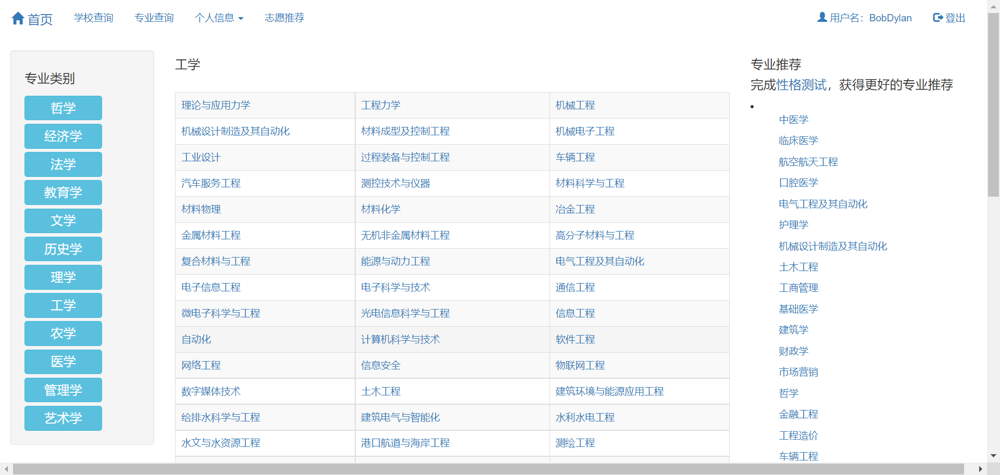 首页 学校查询 专业查询 个人信息 志愿推荐 用户名：BobDylan 登出
专业类别
哲学
经济学
法学
教育学
文学
历史学
理学
工学
农学
医学
管理学
艺术学
工学
理论与应用力学 工程力学 机械工程
机械设计制造及其自动化 材料成型及控制工程 机械电子工程
工业设计 过程装备与控制工程 车辆工程
汽车服务工程 测控技术与仪器 材料科学与工程
材料物理 材料化学 冶金工程
金属材料工程 无机非金属材料工程 高分子材料与工程
复合材料与工程 能源与动力工程 电气工程及其自动化
电子信息工程 电子科学与技术 通信工程
微电子科学与工程 光电信息科学与工程 信息工程
自动化 计算机科学与技术 软件工程
网络工程 信息安全 物联网工程
数字媒体技术 土木工程 建筑环境与能源应用工程
给排水科学与工程 建筑电气与智能化 水利水电工程
水文与水资源工程 港口航道与海岸工程 测绘工程
专业推荐
完成性格测试，获得更好的专业推荐
中医学
临床医学
航空航天工程
口腔医学
电气工程及其自动化
护理学
机械设计制造及其自动化
土木工程
工商管理
基础医学
建筑学
财政学
市场营销
哲学
金融工程
工程造价
车辆工程